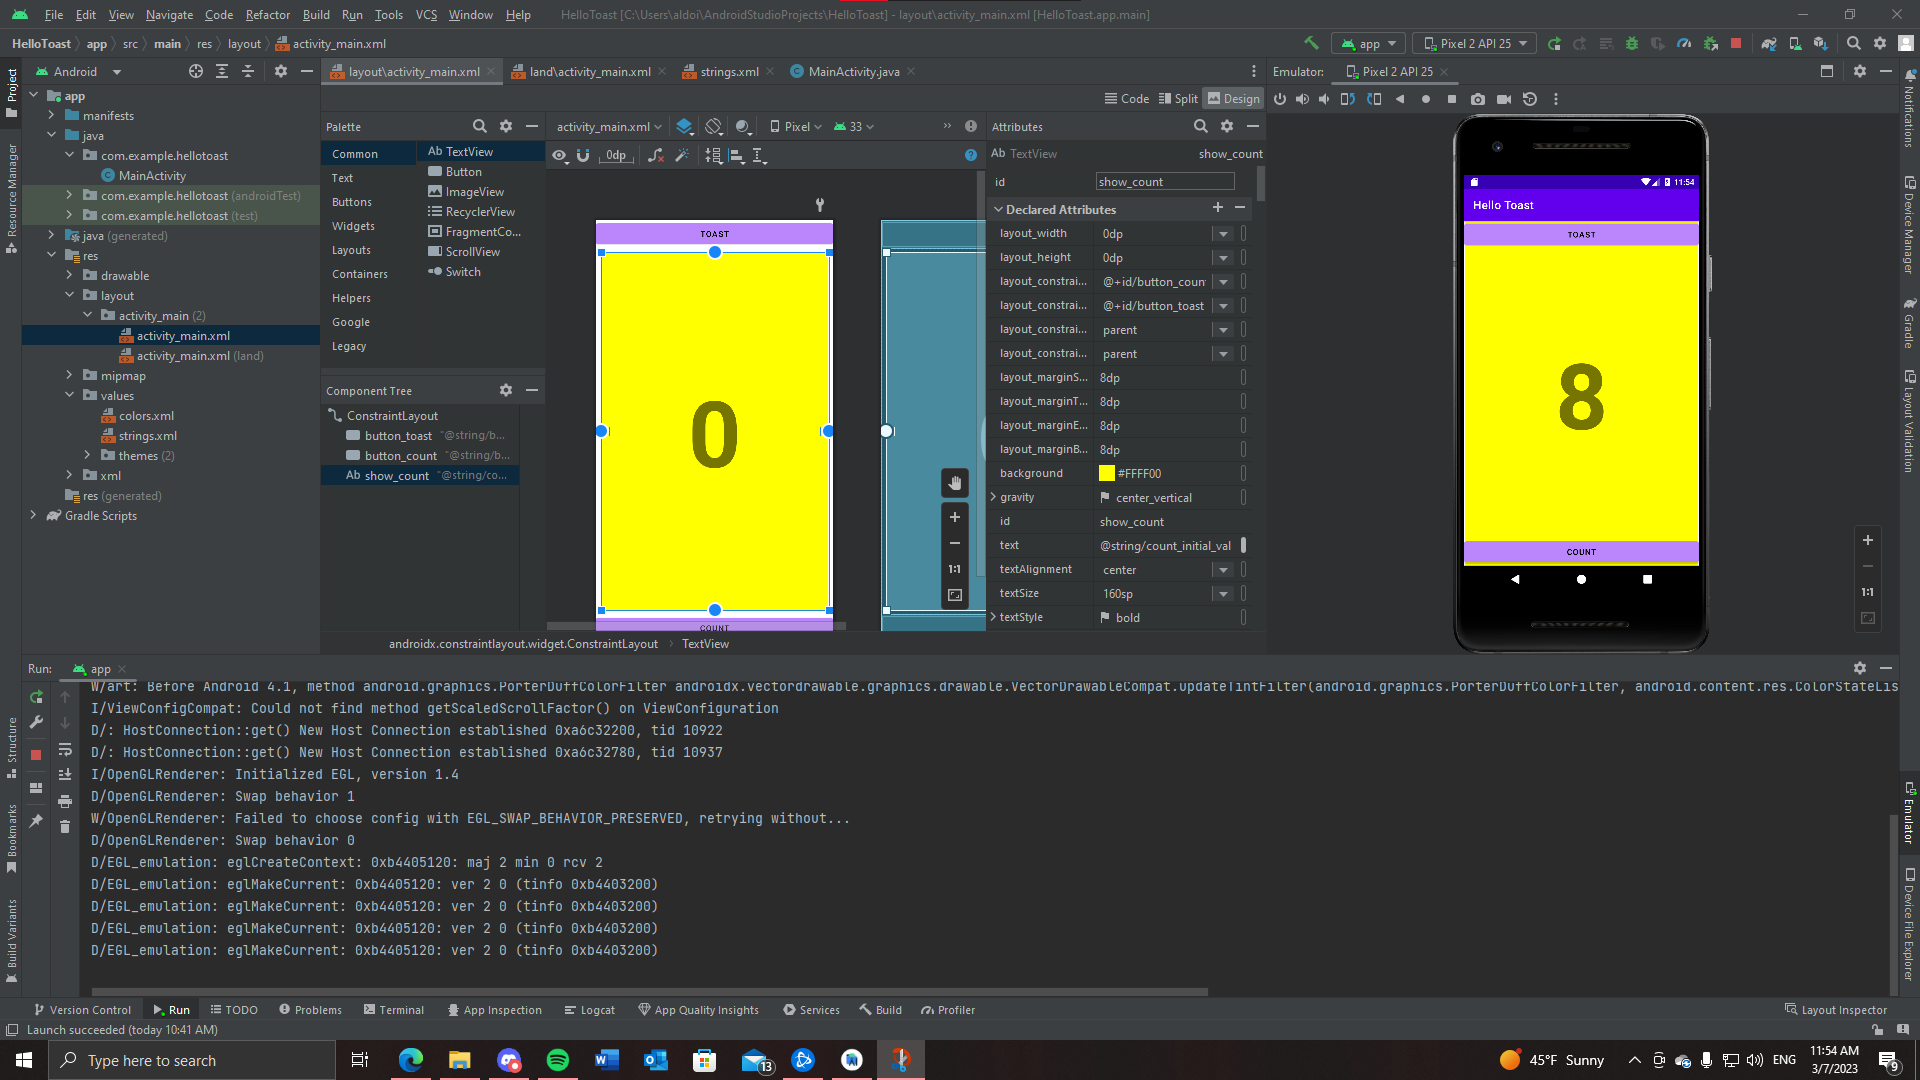 File Edit View Navigate Code Refactor Build Run Tools VCS Window Help HelloToast [C:\Users\aldoi\AndroidStudioProjects\HelloToast] - layout\activity_main.xml [HelloToast.app.main]
HelloToast app src main res layout activity_main.xml app Pixel 2 API 25
Project
Android
layout\activity_main.xml land\activity_main.xml strings.xml MainActivity.java
Emulator: Pixel 2 API 25
Code Split Design
app
manifests
java
com.example.hellotoast
MainActivity
com.example.hellotoast (androidTest)
com.example.hellotoast (test)
java (generated)
res
drawable
layout
activity_main (2)
activity_main.xml
activity_main.xml (land)
mipmap
values
colors.xml
strings.xml
themes (2)
xml
res (generated)
Gradle Scripts
Resource Manager
Palette
Common
Text
Buttons
Widgets
Layouts
Containers
Helpers
Google
Legacy
Ab TextView
Button
ImageView
RecyclerView
FragmentCo...
ScrollView
Switch
Component Tree
ConstraintLayout
button_toast "@string/b...
button_count "@string/b...
Ab show_count "@string/co...
activity_main.xml Pixel 33 »
0dp
TOAST
0
COUNT
1:1
androidx.constraintlayout.widget.ConstraintLayout TextView
Attributes
Ab TextView show_count
id show_count
Declared Attributes
layout_width 0dp
layout_height 0dp
layout_constrai... @+id/button_coun
layout_constrai... @+id/button_toast
layout_constrai... parent
layout_constrai... parent
layout_marginS... 8dp
layout_marginT... 8dp
layout_marginE... 8dp
layout_marginB... 8dp
background #FFFF00
gravity center_vertical
id show_count
text @string/count_initial_val
textAlignment center
textSize 160sp
textStyle bold
11:54
Hello Toast
TOAST
8
COUNT
1:1
Notifications
Device Manager
Gradle
Layout Validation
Emulator
Device File Explorer
Run: app
W/art: Before Android 4.1, method android.graphics.PorterDuffColorFilter androidx.vectordrawable.graphics.drawable.VectorDrawableCompat.updateTintFilter(android.graphics.PorterDuffColorFilter, android.content.res.ColorStateLis
I/ViewConfigCompat: Could not find method getScaledScrollFactor() on ViewConfiguration
D/: HostConnection::get() New Host Connection established 0xa6c32200, tid 10922
D/: HostConnection::get() New Host Connection established 0xa6c32780, tid 10937
I/OpenGLRenderer: Initialized EGL, version 1.4
D/OpenGLRenderer: Swap behavior 1
W/OpenGLRenderer: Failed to choose config with EGL_SWAP_BEHAVIOR_PRESERVED, retrying without...
D/OpenGLRenderer: Swap behavior 0
D/EGL_emulation: eglCreateContext: 0xb4405120: maj 2 min 0 rcv 2
D/EGL_emulation: eglMakeCurrent: 0xb4405120: ver 2 0 (tinfo 0xb4403200)
D/EGL_emulation: eglMakeCurrent: 0xb4405120: ver 2 0 (tinfo 0xb4403200)
D/EGL_emulation: eglMakeCurrent: 0xb4405120: ver 2 0 (tinfo 0xb4403200)
D/EGL_emulation: eglMakeCurrent: 0xb4405120: ver 2 0 (tinfo 0xb4403200)
Structure
Bookmarks
Build Variants
Version Control Run TODO Problems Terminal App Inspection Logcat App Quality Insights Services Build Profiler Layout Inspector
Launch succeeded (today 10:41 AM)
Type here to search 13 45°F Sunny ENG 11:54 AM
3/7/2023 9